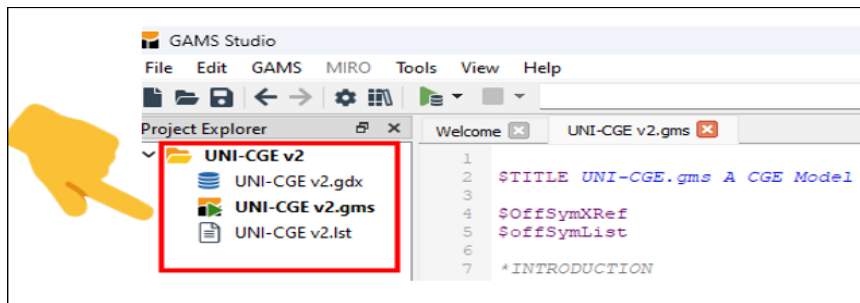 GAMS Studio
File Edit GAMS MIRO Tools View Help
Project Explorer
Welcome UNI-CGE v2.gms
UNI-CGE v2
UNI-CGE v2.gdx
UNI-CGE v2.gms
UNI-CGE v2.lst
1
2 $TITLE UNI-CGE.gms A CGE Model
3
4 $OffSymXRef
5 $offSymList
6
7 *INTRODUCTION